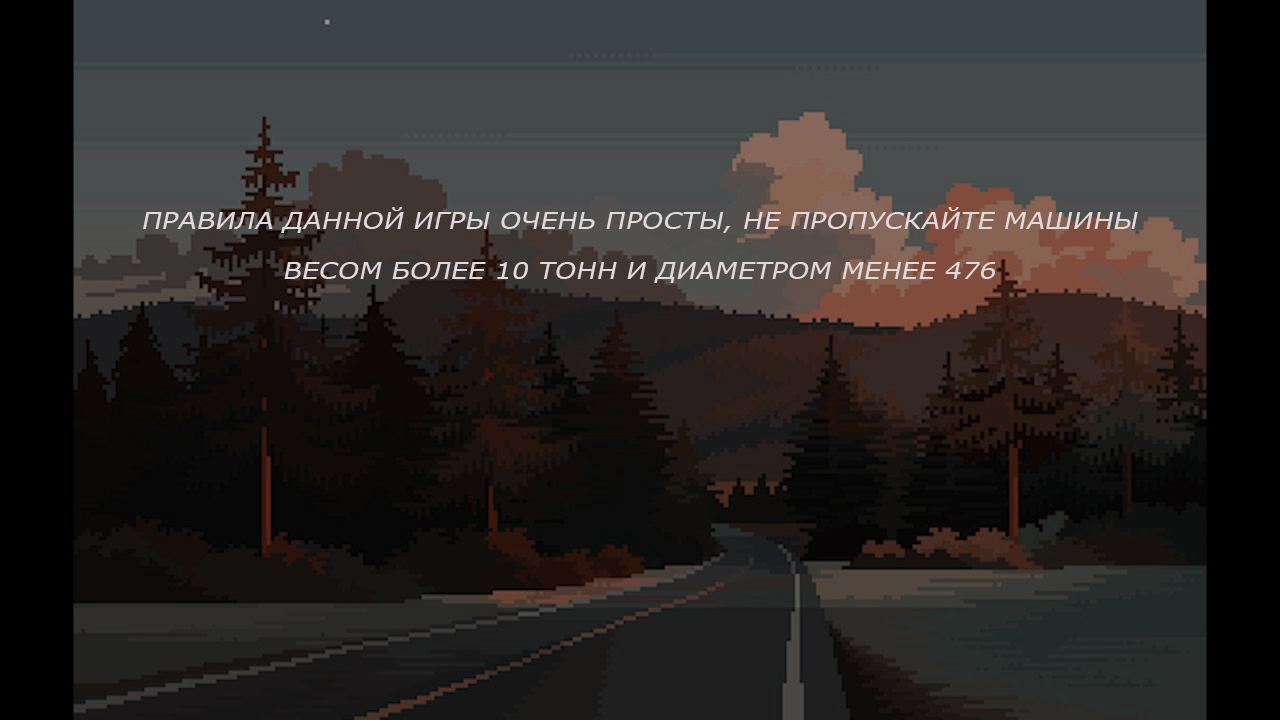 ПРАВИЛА ДАННОЙ ИГРЫ ОЧЕНЬ ПРОСТЫ, НЕ ПРОПУСКАЙТЕ МАШИНЫ
ВЕСОМ БОЛЕЕ 10 ТОНН И ДИАМЕТРОМ МЕНЕЕ 476